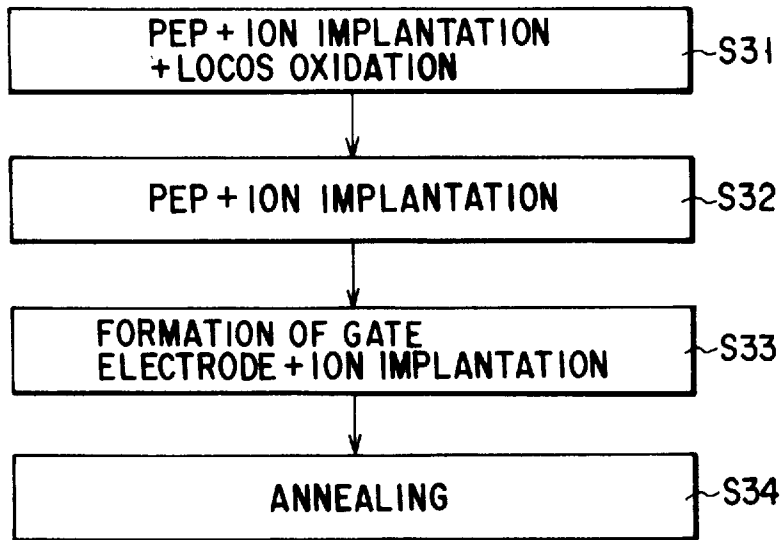 PEP + ION IMPLANTATION
+ LOCOS OXIDATION
S31
PEP + ION IMPLANTATION
S32
FORMATION OF GATE
ELECTRODE + ION IMPLANTATION
S33
ANNEALING
S34